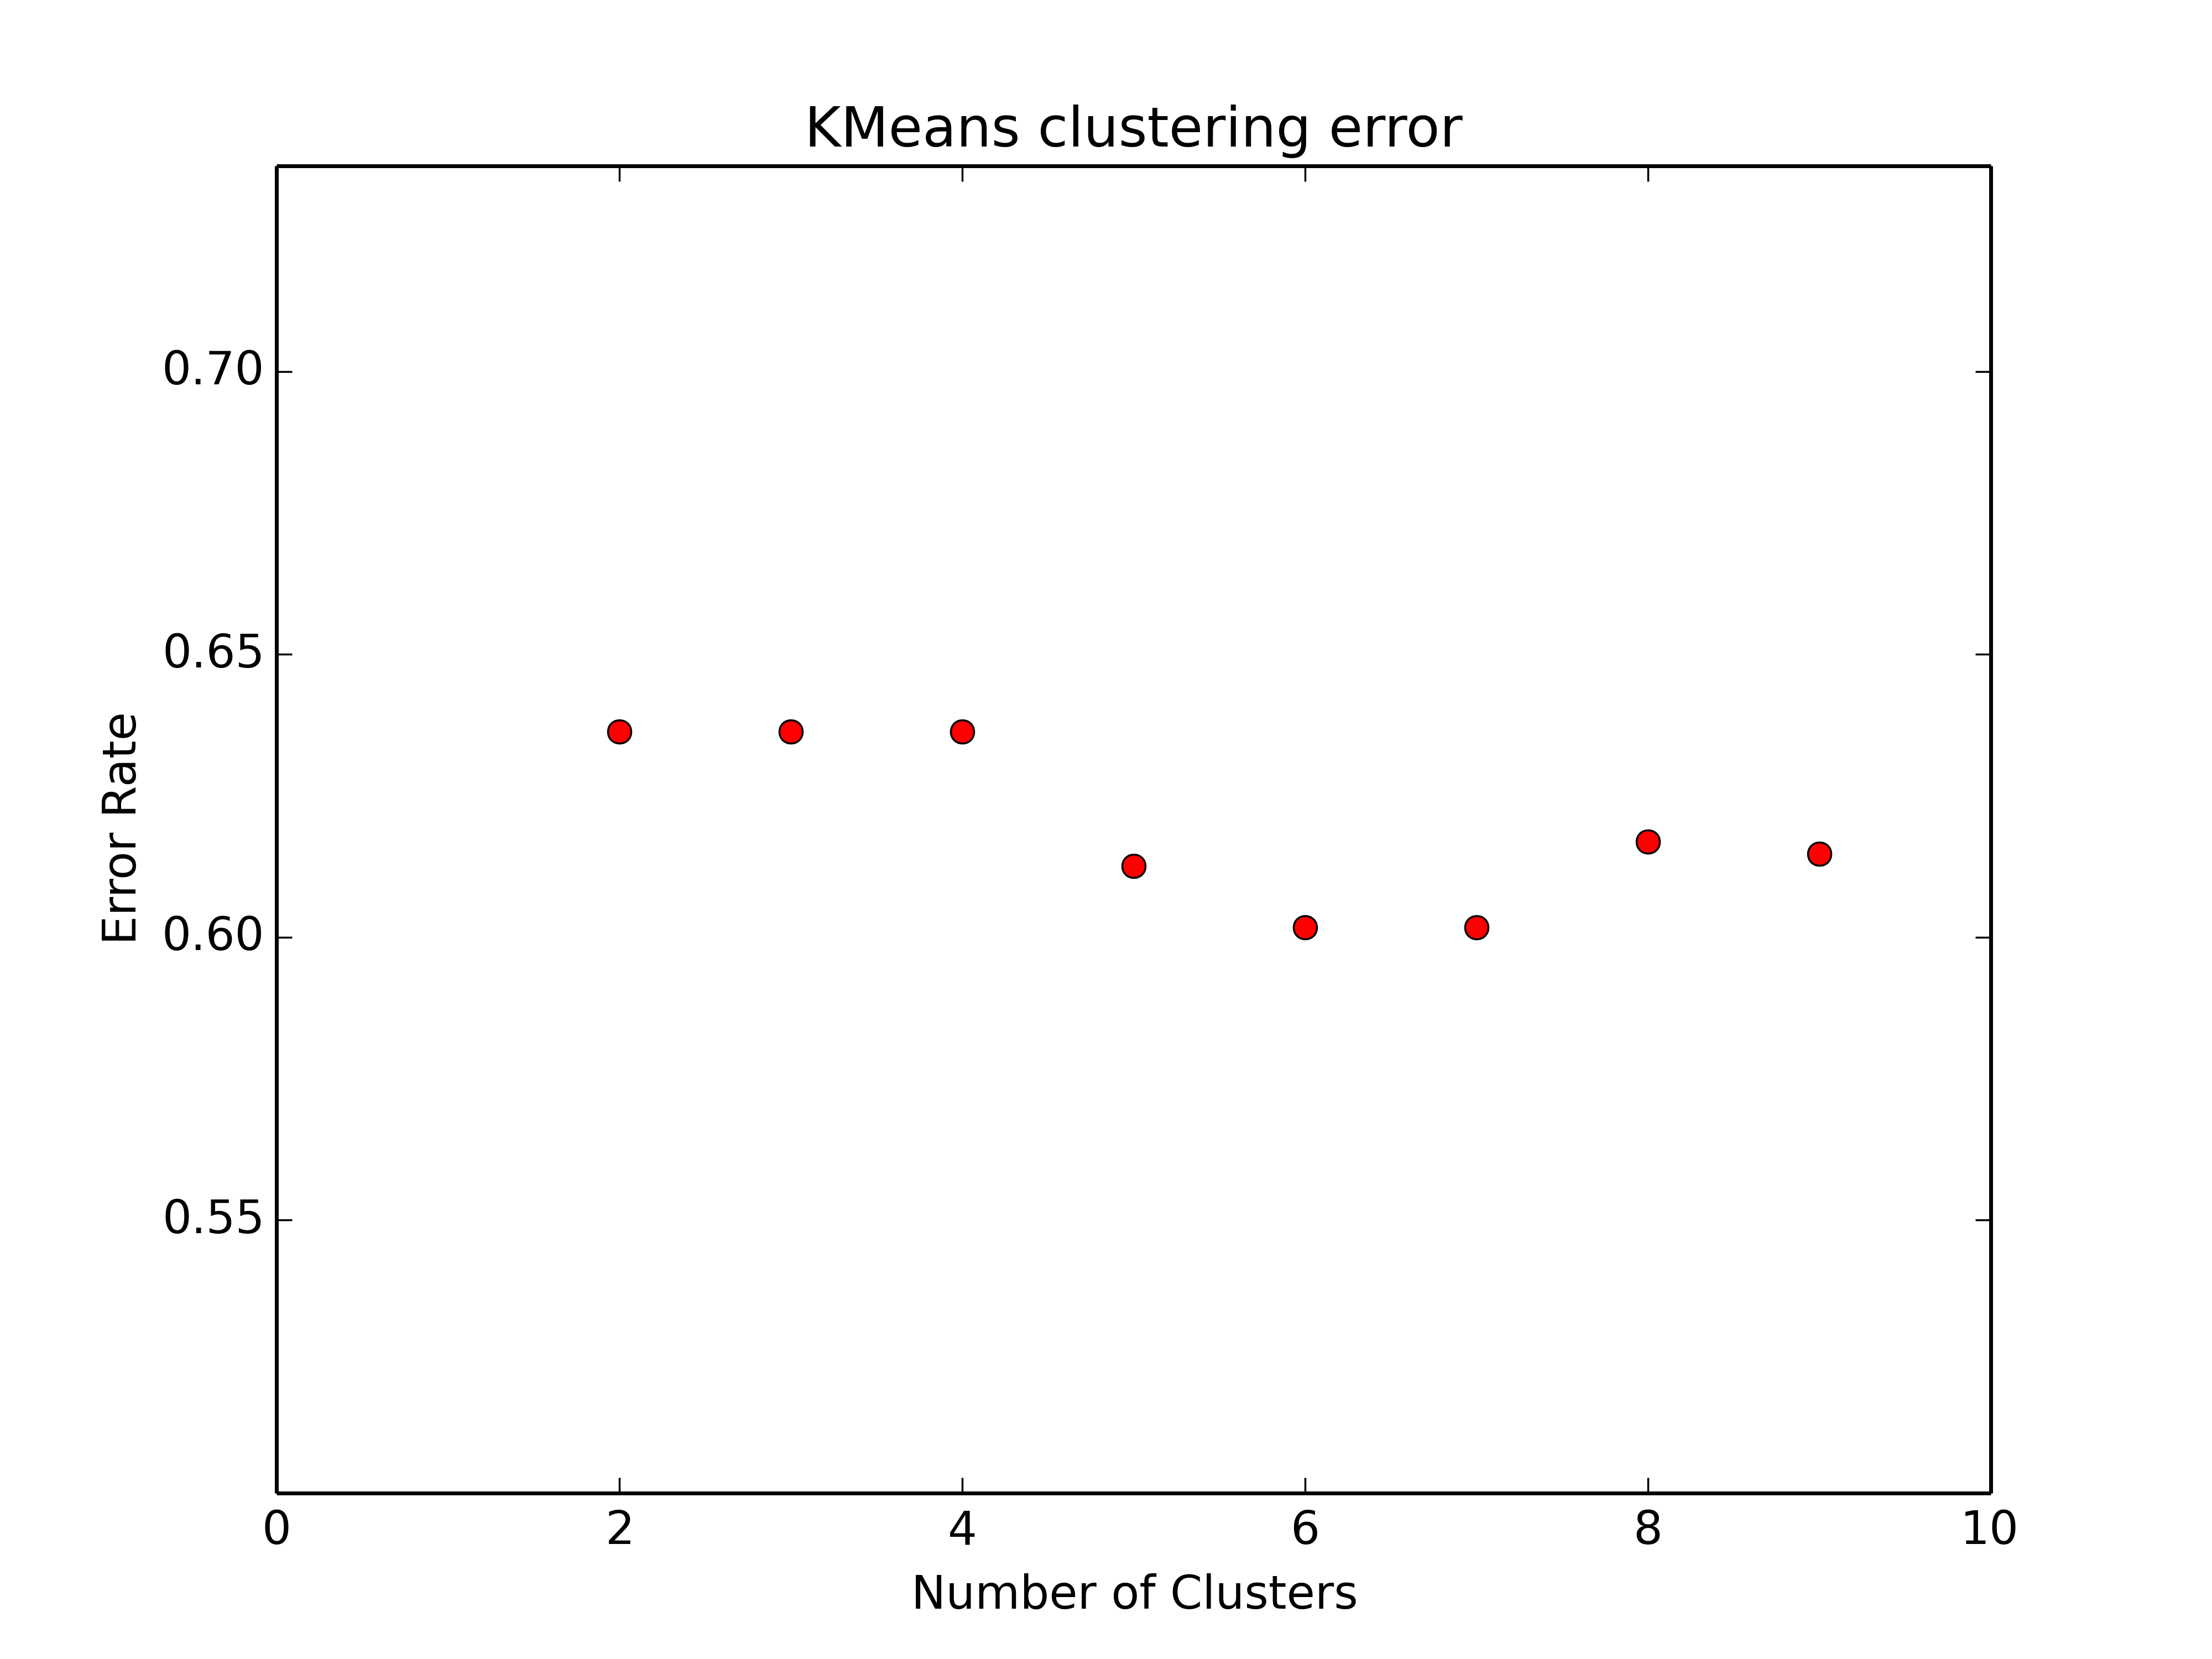 KMeans clustering error
0.70
0.65
0.60
0.55
Error Rate
0 2 4 6 8 10
Number of Clusters